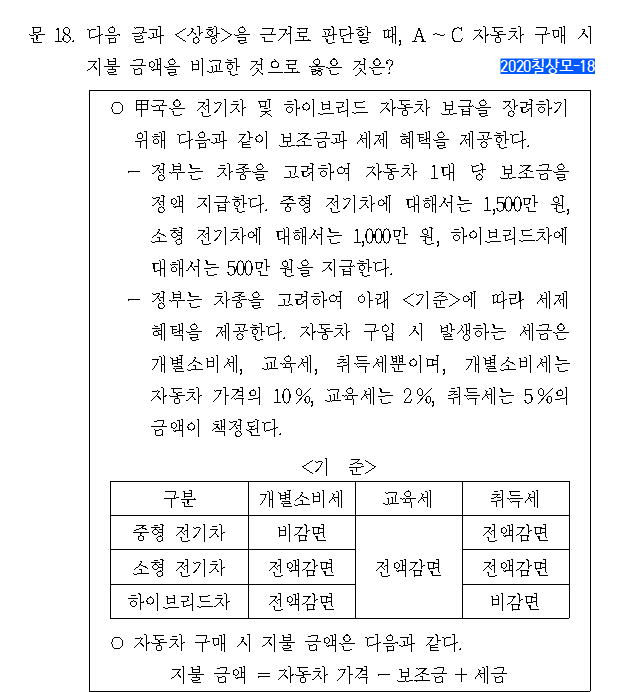 문 18. 다음 글과 <상황>을 근거로 판단할 때, A ~ C 자동차 구매 시
지불 금액을 비교한 것으로 옳은 것은?
2020침상모-18
○ 甲국은 전기차 및 하이브리드 자동차 보급을 장려하기
위해 다음과 같이 보조금과 세제 혜택을 제공한다.
- 정부는 차종을 고려하여 자동차 1대 당 보조금을
정액 지급한다. 중형 전기차에 대해서는 1,500만 원,
소형 전기차에 대해서는 1,000만 원, 하이브리드차에
대해서는 500만 원을 지급한다.
- 정부는 차종을 고려하여 아래 <기준>에 따라 세제
혜택을 제공한다. 자동차 구입 시 발생하는 세금은
개별소비세, 교육세, 취득세뿐이며, 개별소비세는
자동차 가격의 10%, 교육세는 2%, 취득세는 5%의
금액이 책정된다.
<기 준>
구분 개별소비세 교육세 취득세
중형 전기차 비감면 전액감면
소형 전기차 전액감면 전액감면 전액감면
하이브리드차 전액감면 비감면
○ 자동차 구매 시 지불 금액은 다음과 같다.
지불 금액 = 자동차 가격 - 보조금 + 세금